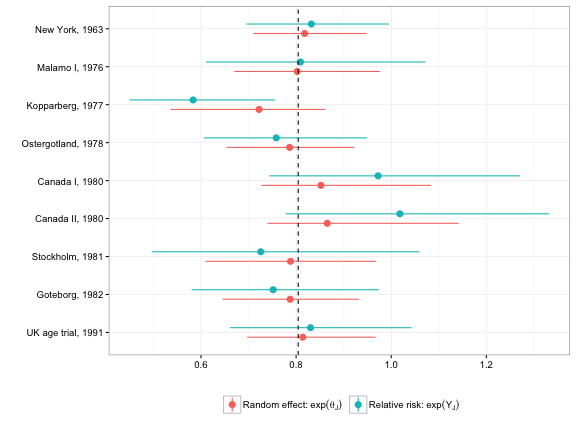 New York, 1963
Malamo I, 1976
Kopparberg, 1977
Ostergotland, 1978
Canada I, 1980
Canada II, 1980
Stockholm, 1981
Goteborg, 1982
UK age trial, 1991
0.6 0.8 1.0 1.2
Random effect: exp(θJ) Relative risk: exp(YJ)